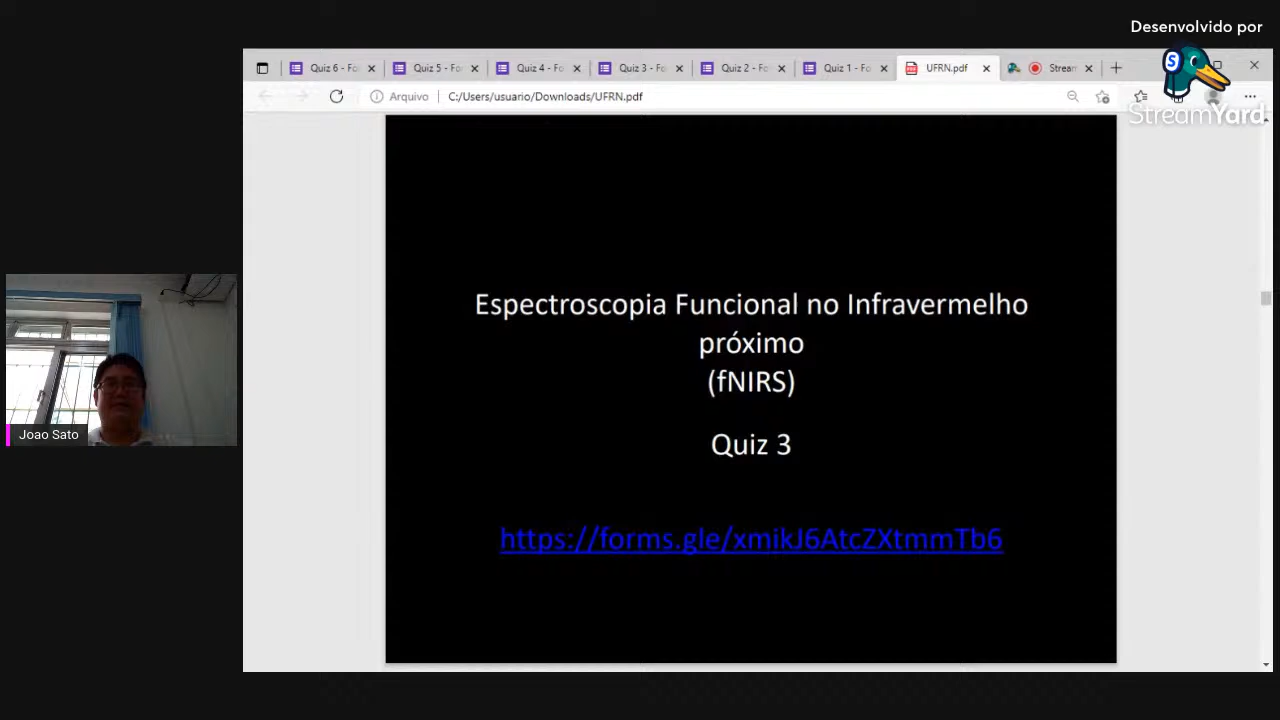 Desenvolvido por
StreamYard
Quiz 6 - Fo
Quiz 5 - Fo
Quiz 4 - Fo
Quiz 3 - Fo
Quiz 2 - Fo
Quiz 1 - Fo
UFRN.pdf
Stream
Arquivo
C:/Users/usuario/Downloads/UFRN.pdf
Espectroscopia Funcional no Infravermelho
próximo
(fNIRS)
Quiz 3
https://forms.gle/xmikJ6AtcZXtmmTb6
Joao Sato